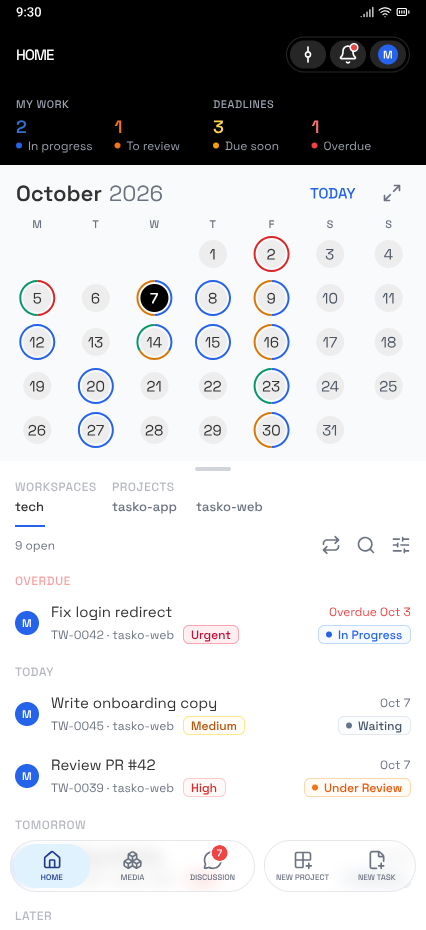 9:30
HOME
M
MY WORK
DEADLINES
2
1
3
1
In progress
To review
Due soon
Overdue
October 2026
TODAY
M T W T F S S
1 2 3 4
5 6 7 8 9 10 11
12 13 14 15 16 17 18
19 20 21 22 23 24 25
26 27 28 29 30 31
WORKSPACES PROJECTS
tech tasko-app tasko-web
9 open
OVERDUE
M
Fix login redirect
Overdue Oct 3
TW-0042 · tasko-web
Urgent
In Progress
TODAY
M
Write onboarding copy
Oct 7
TW-0045 · tasko-web
Medium
Waiting
M
Review PR #42
Oct 7
TW-0039 · tasko-web
High
Under Review
TOMORROW
7
HOME
MEDIA
DISCUSSION
NEW PROJECT
NEW TASK
LATER